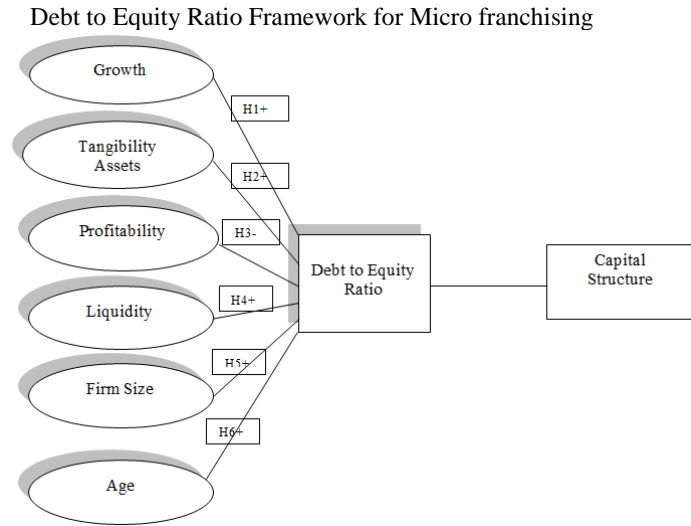 Debt to Equity Ratio Framework for Micro franchising
Growth
H1+
Tangibility
Assets
H2+
Profitability
H3-
Debt to Equity
Ratio
Capital
Structure
Liquidity
H4+
Firm Size
H5+
H6+
Age